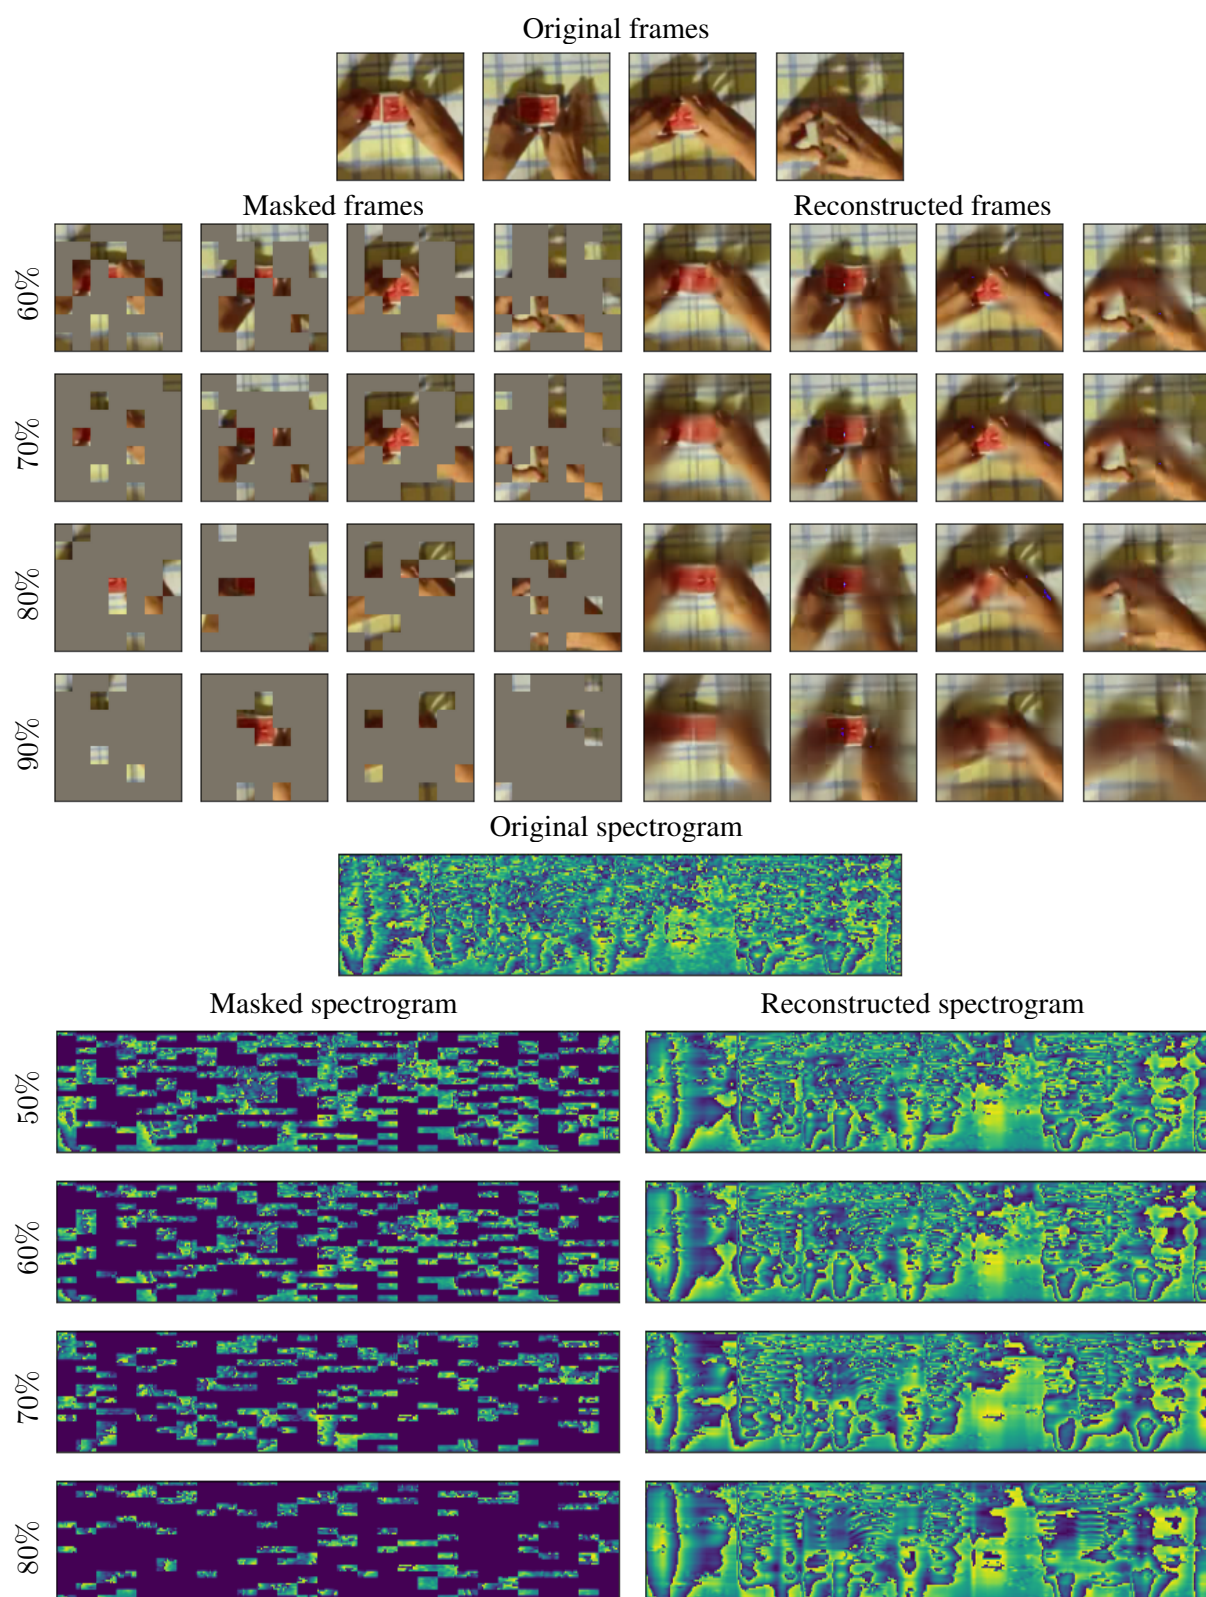 Original frames
Masked frames
Reconstructed frames
60%
70%
80%
90%
Original spectrogram
Masked spectrogram
Reconstructed spectrogram
50%
60%
70%
80%